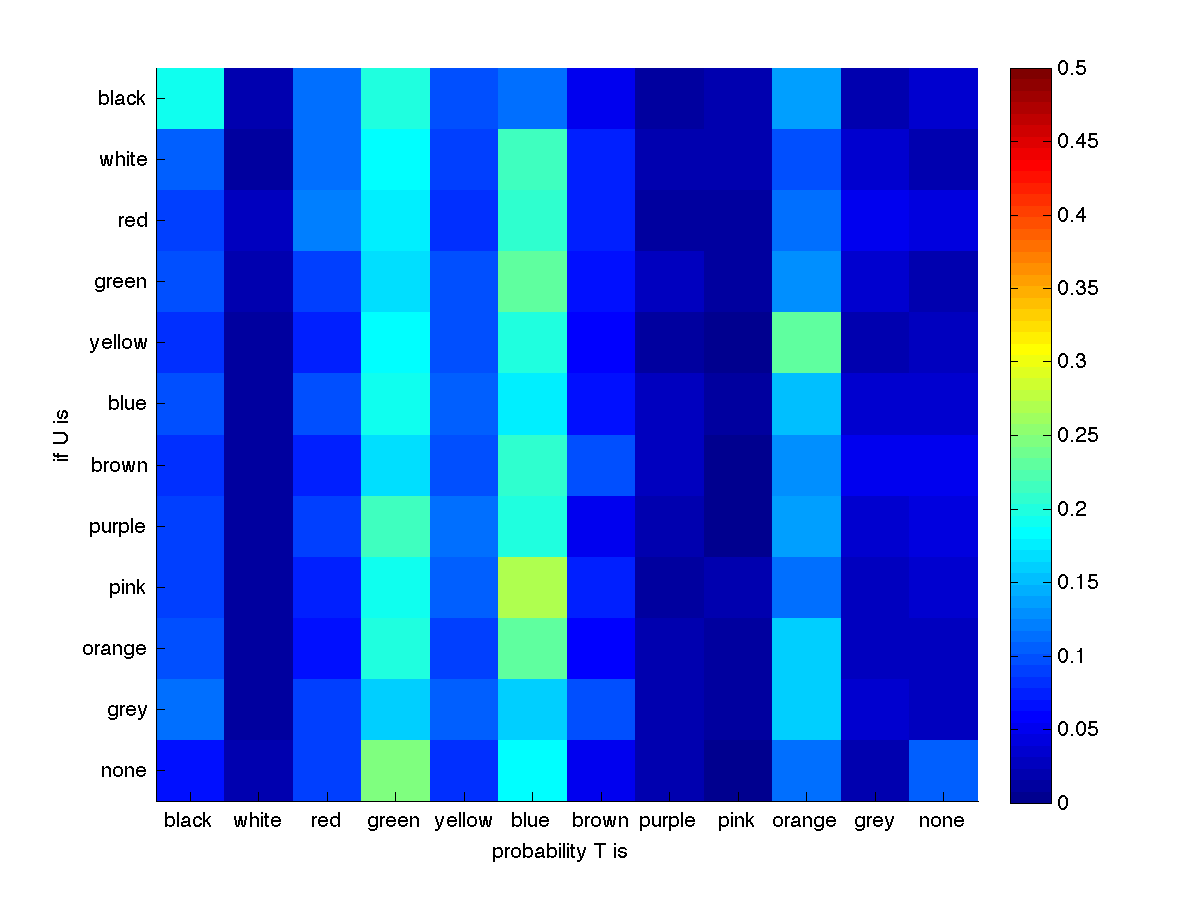 black
white
red
green
yellow
blue
brown
purple
pink
orange
grey
none
if U is
black white red green yellow blue brown purple pink orange grey none
probability T is
0.5
0.45
0.4
0.35
0.3
0.25
0.2
0.15
0.1
0.05
0